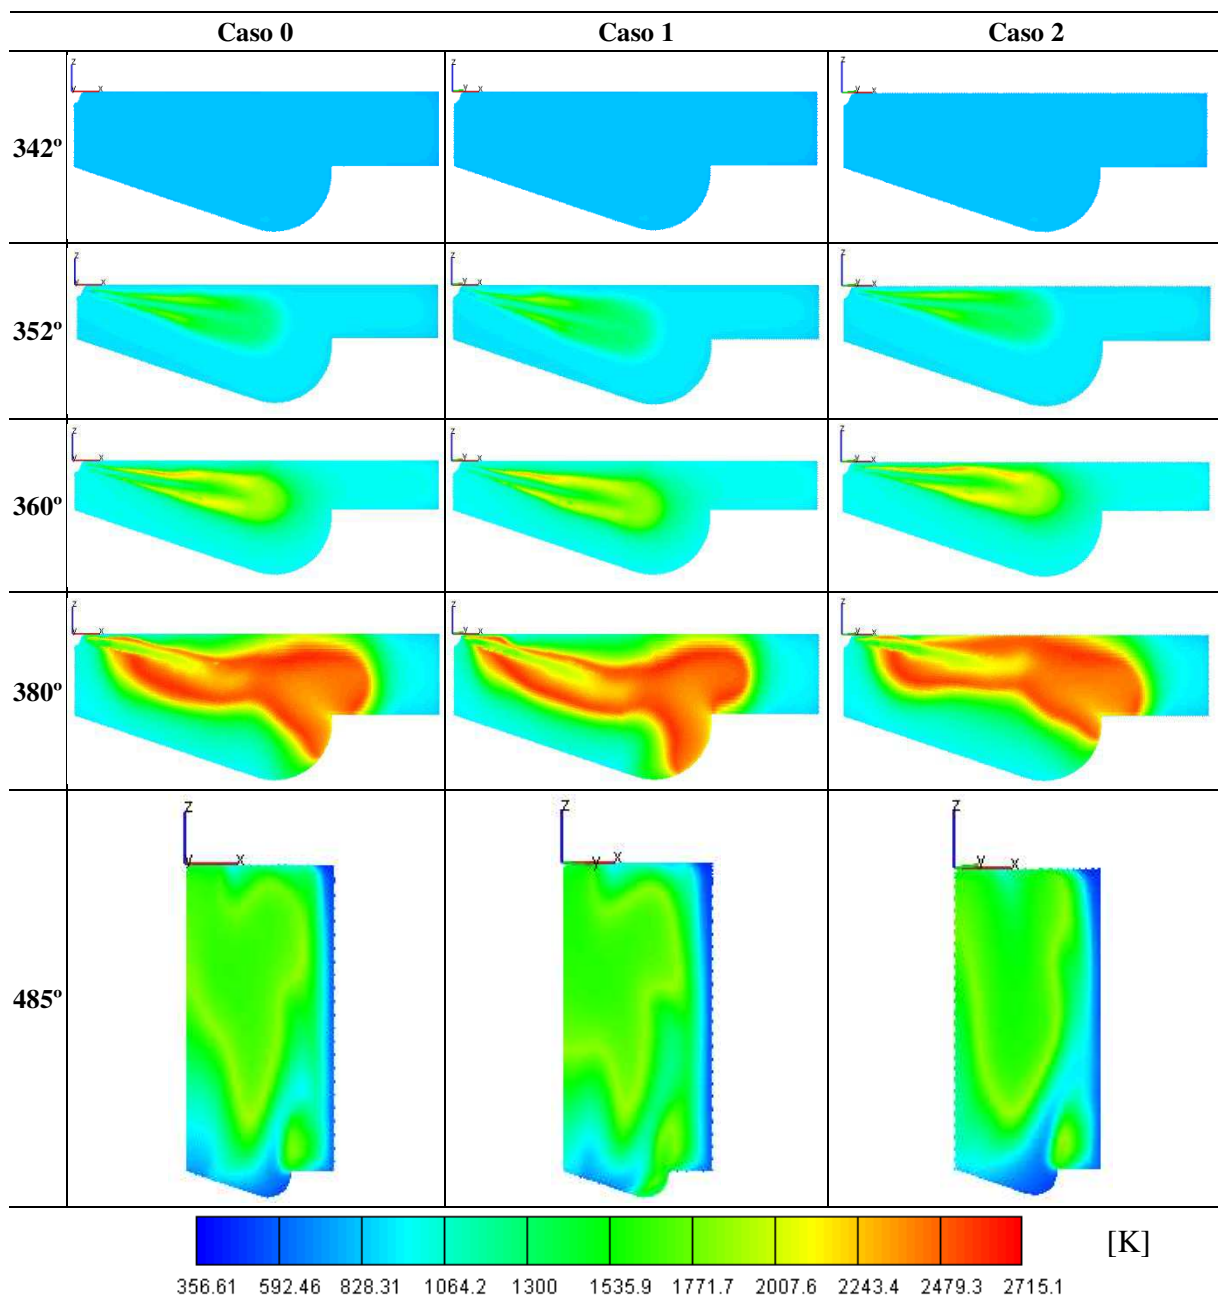 Caso 0 Caso 1 Caso 2
z z z
y x y x y x
342º
z z z
y x y x y x
352º
z z z
y x y x y x
360º
z z z
y x y x y x
380º
z z z
y x y x y x
485º
[K]
356.61 592.46 828.31 1064.2 1300 1535.9 1771.7 2007.6 2243.4 2479.3 2715.1